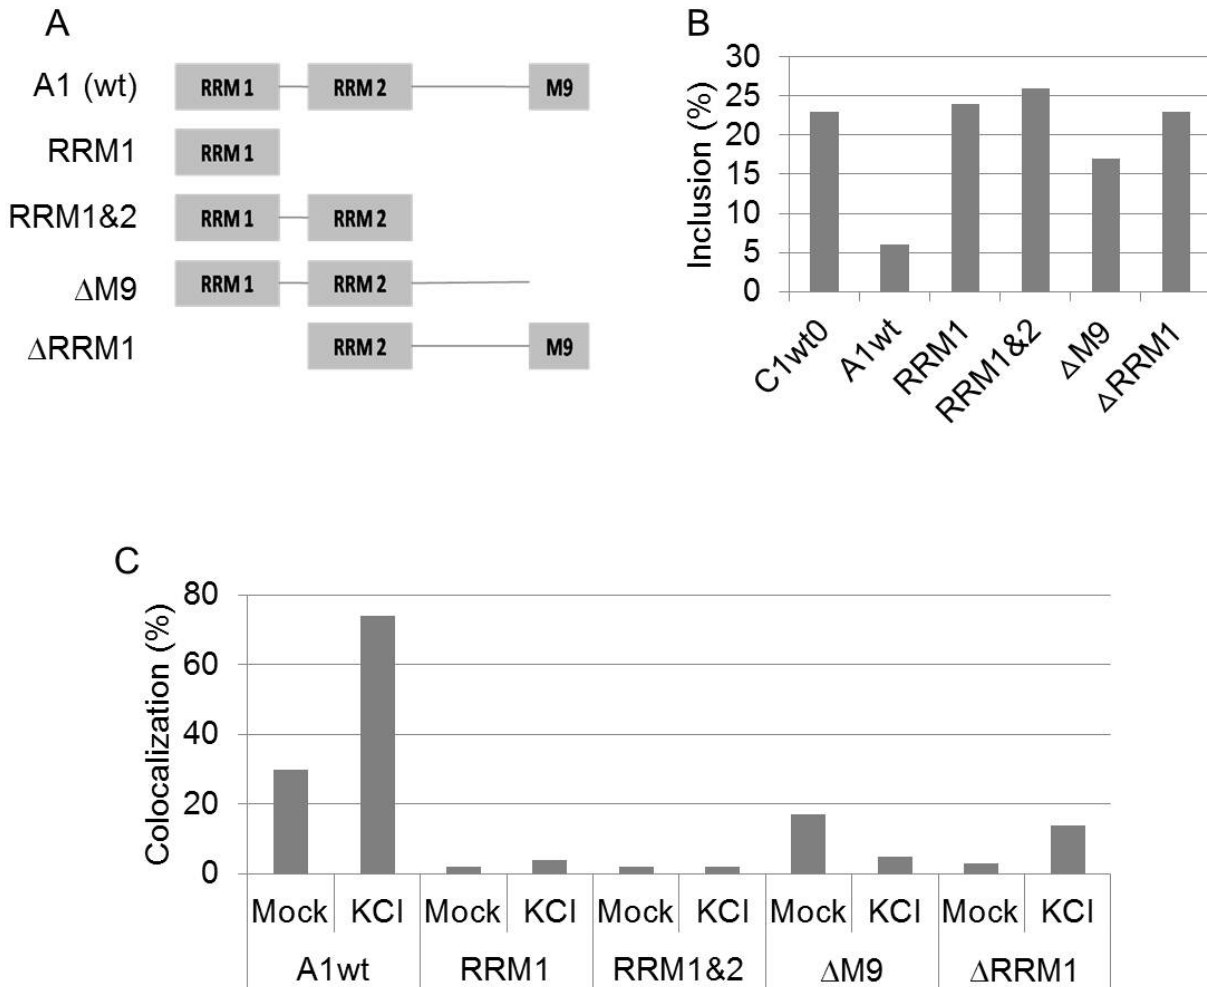 A
A1 (wt) RRM 1 RRM 2 M9
RRM1 RRM 1
RRM1&2 RRM 1 RRM 2
ΔM9 RRM 1 RRM 2
ΔRRM1 RRM 2 M9
B
Inclusion (%)
30
25
20
15
10
5
0
C1wt0 A1wt RRM1 RRM1&2 ΔM9 ΔRRM1
C
Colocalization (%)
80
60
40
20
0
Mock KCl Mock KCl Mock KCl Mock KCl Mock KCl
A1wt RRM1 RRM1&2 ΔM9 ΔRRM1